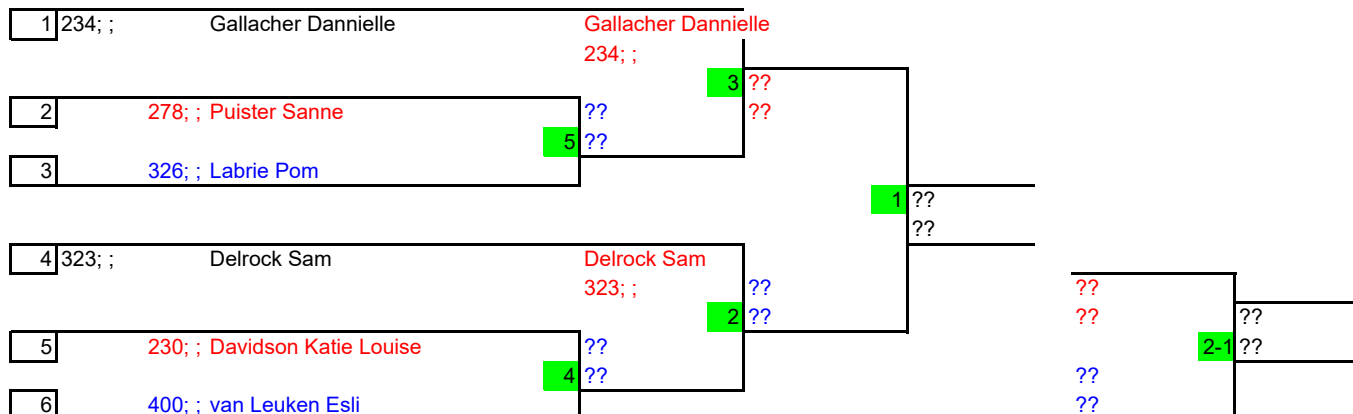 1 234; ; Gallacher Dannielle Gallacher Dannielle
234; ;
3 ??
2 278; ; Puister Sanne ?? ??
5 ??
3 326; ; Labrie Pom
1 ??
??
4 323; ; Delrock Sam Delrock Sam
323; ; ?? ??
2 ?? ?? ??
5 230; ; Davidson Katie Louise ?? 2-1 ??
4 ?? ??
6 400; ; van Leuken Esli ??